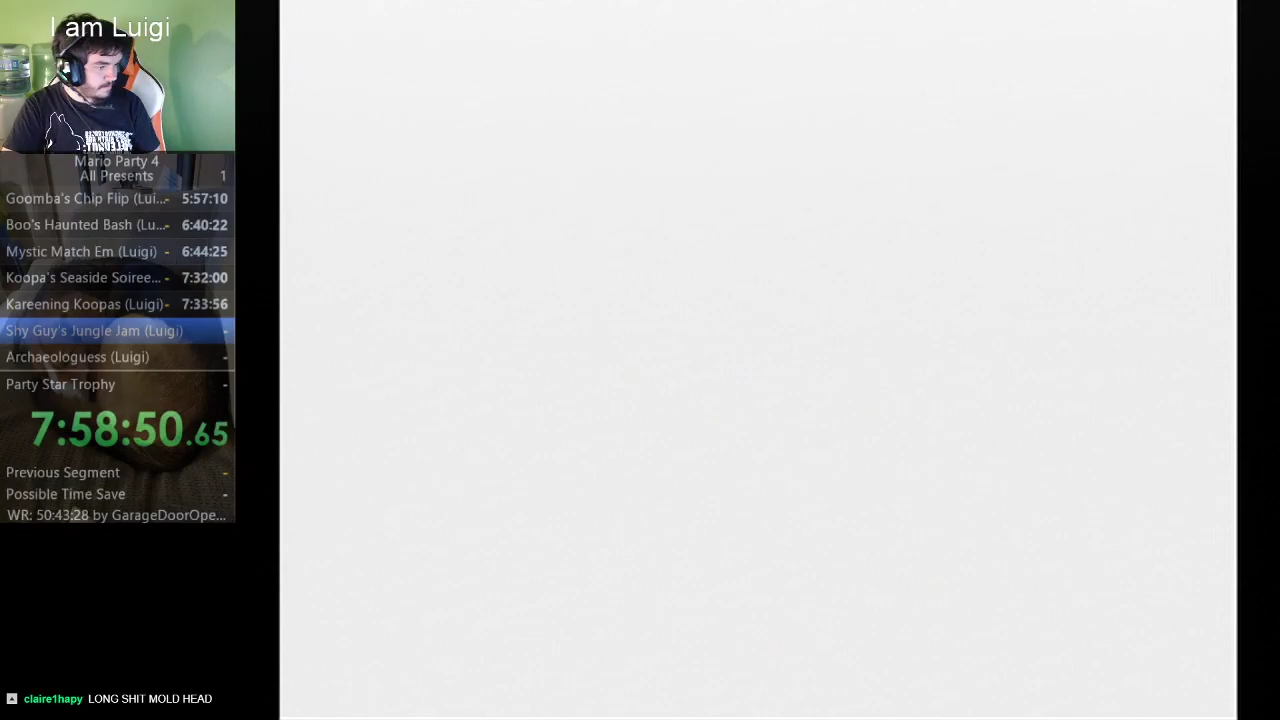 I am Luigi
Mario Party 4
All Presents 1
Goomba's Chip Flip (Lui... - 5:57:10
Boo's Haunted Bash (Lu... - 6:40:22
Mystic Match Em (Luigi) - 6:44:25
Koopa's Seaside Soiree... - 7:32:00
Kareening Koopas (Luigi) - 7:33:56
Shy Guy's Jungle Jam (Luigi) -
Archaeologuess (Luigi) -
Party Star Trophy -
7:58:50.65
Previous Segment -
Possible Time Save -
WR: 50:43:28 by GarageDoorOpe...
claire1hapy LONG SHIT MOLD HEAD